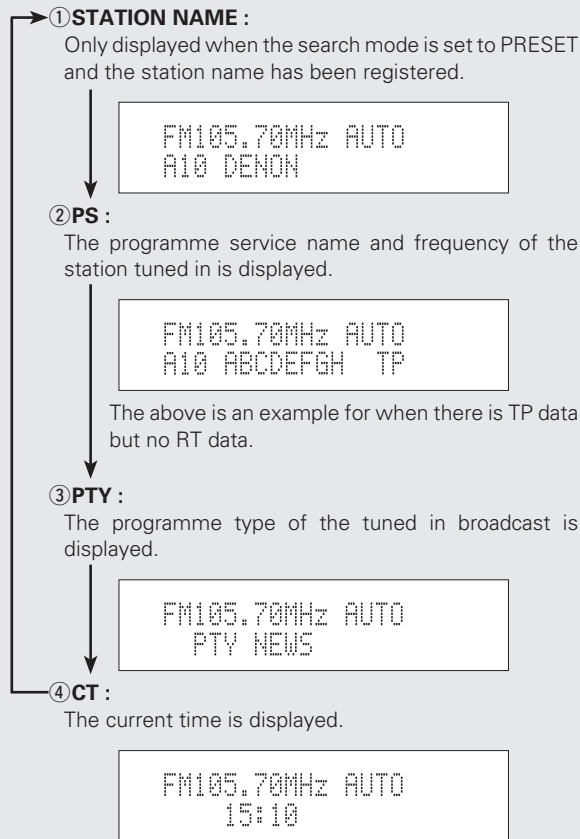 ①STATION NAME :
Only displayed when the search mode is set to PRESET
and the station name has been registered.
FM105.70MHz AUTO
A10 DENON
②PS :
The programme service name and frequency of the
station tuned in is displayed.
FM105.70MHz AUTO
A10 ABCDEFGH TP
The above is an example for when there is TP data
but no RT data.
③PTY :
The programme type of the tuned in broadcast is
displayed.
FM105.70MHz AUTO
PTY NEWS
④CT :
The current time is displayed.
FM105.70MHz AUTO
15:10